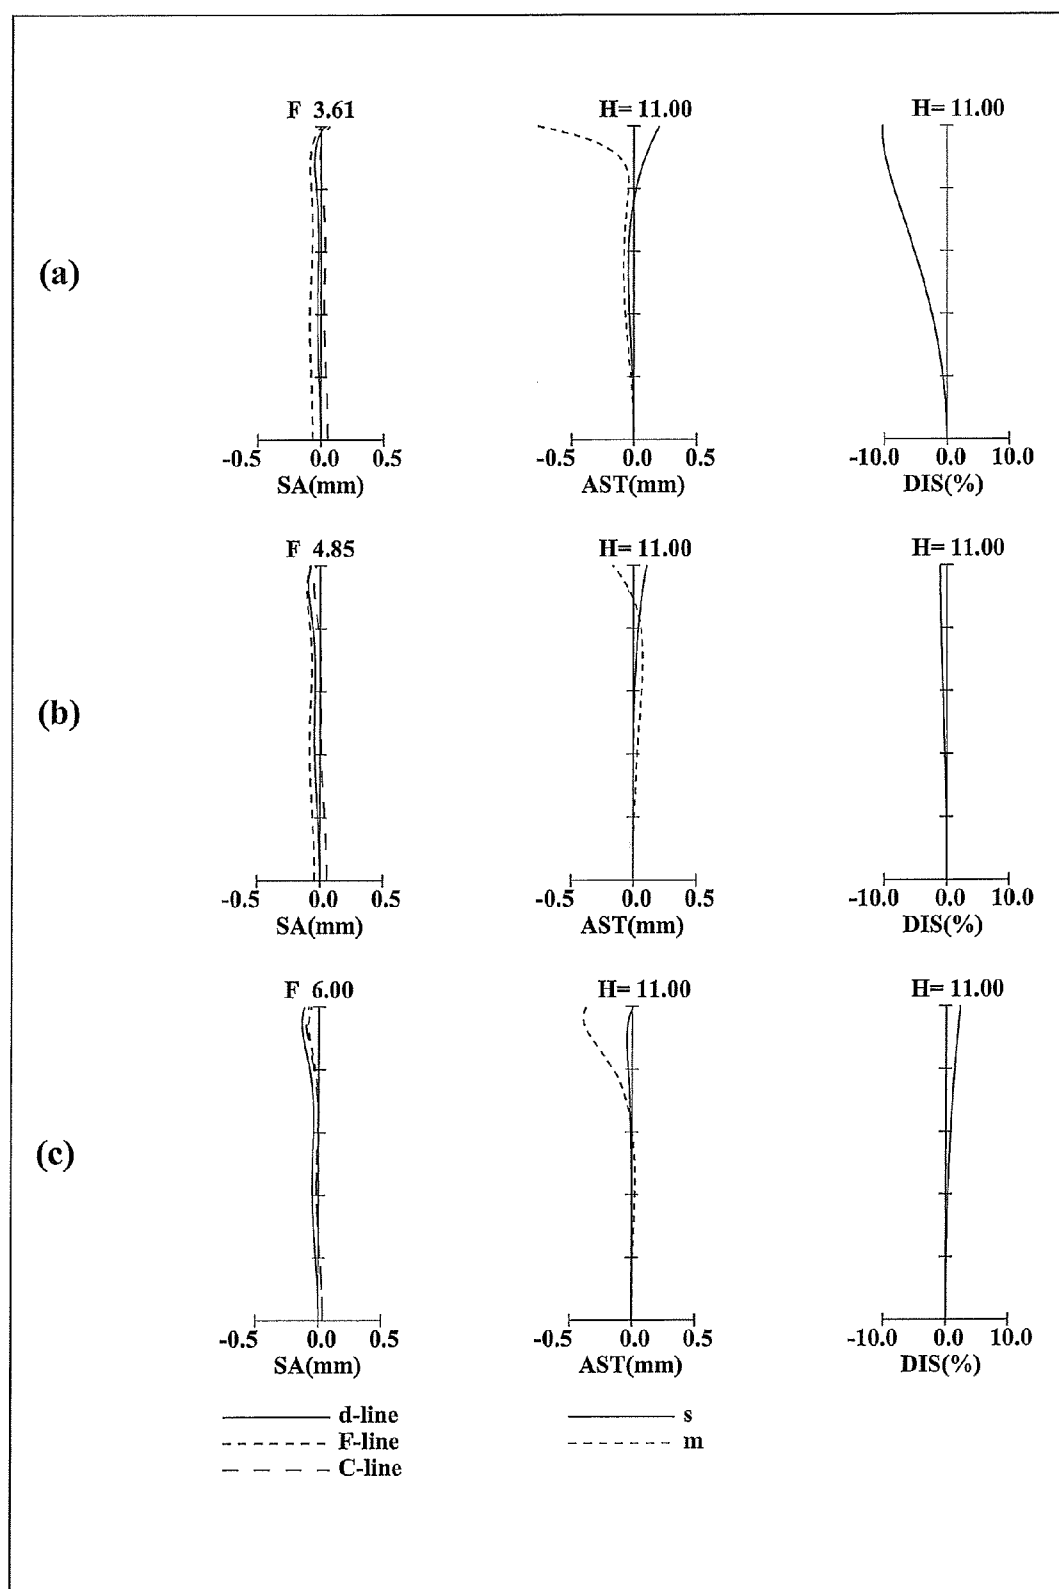 F 3.61 H= 11.00 H= 11.00
(a)
-0.5 0.0 0.5 -0.5 0.0 0.5 -10.0 0.0 10.0
SA(mm) AST(mm) DIS(%)
F 4.85 H= 11.00 H= 11.00
(b)
-0.5 0.0 0.5 -0.5 0.0 0.5 -10.0 0.0 10.0
SA(mm) AST(mm) DIS(%)
F 6.00 H= 11.00 H= 11.00
(c)
-0.5 0.0 0.5 -0.5 0.0 0.5 -10.0 0.0 10.0
SA(mm) AST(mm) DIS(%)
d-line s
F-line m
C-line